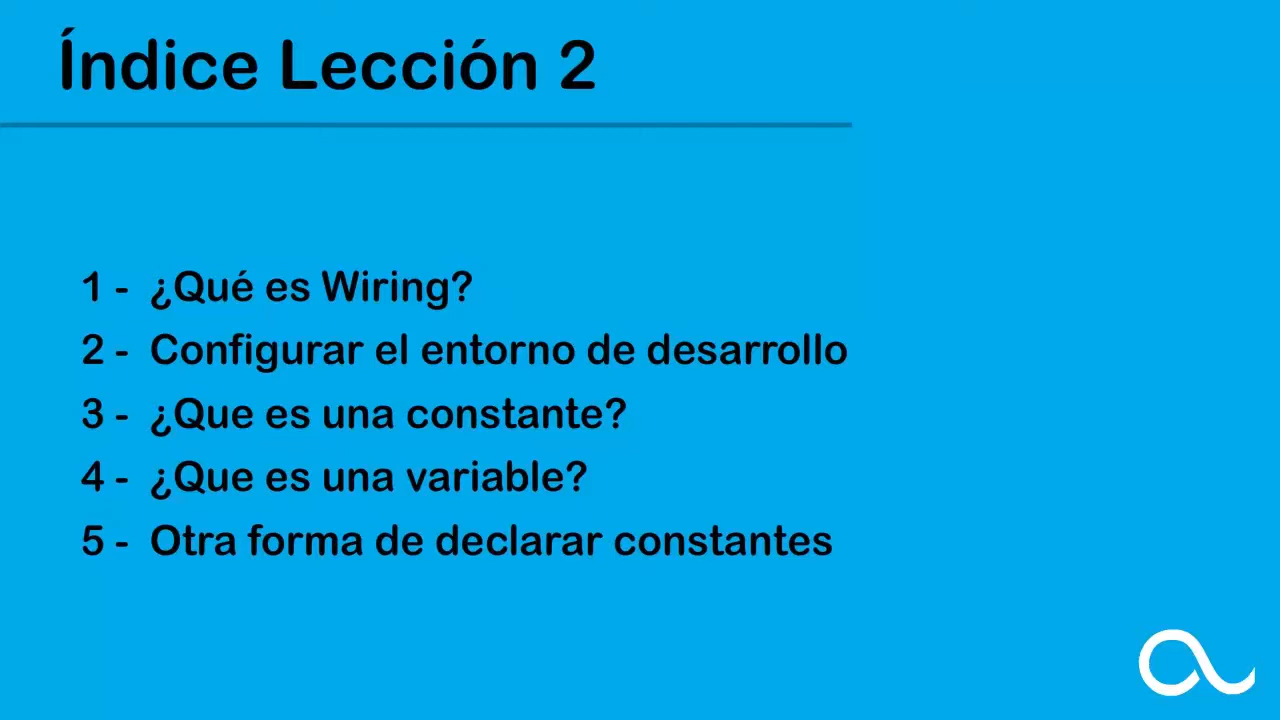 Índice Lección 2
1 - ¿Qué es Wiring?
2 - Configurar el entorno de desarrollo
3 - ¿Que es una constante?
4 - ¿Que es una variable?
5 - Otra forma de declarar constantes